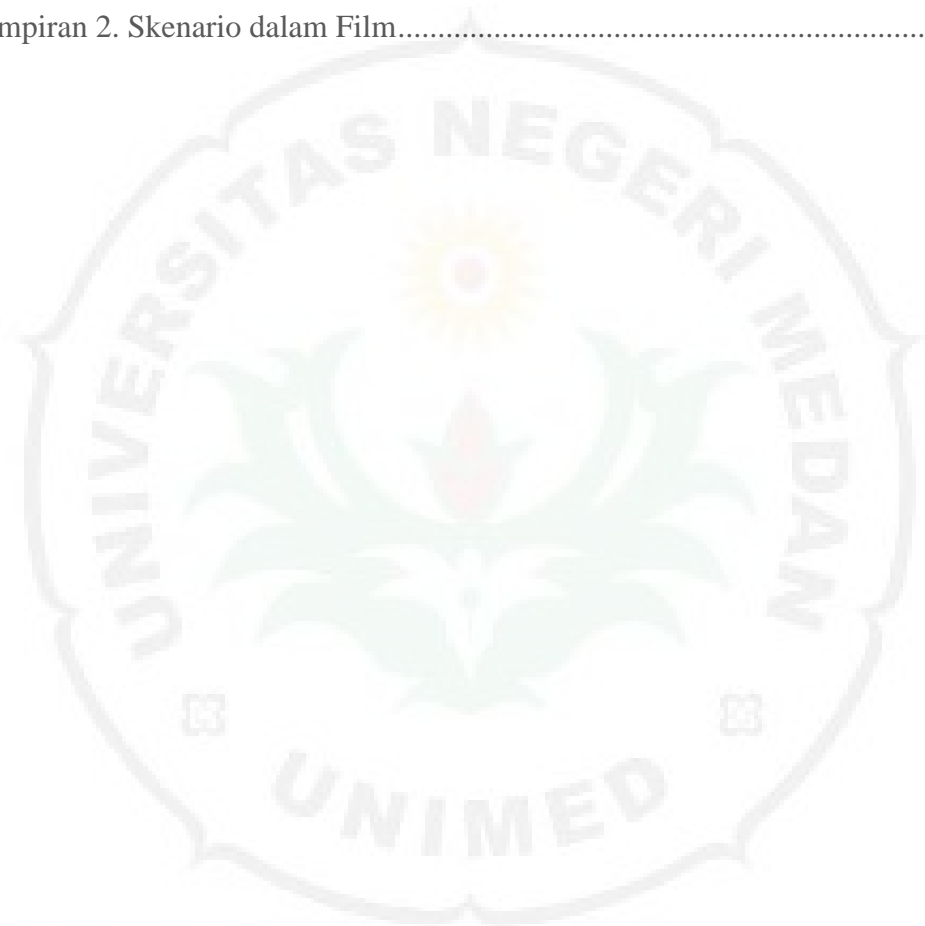 mpiran 2. Skenario dalam Film..................................................................
UNIVERSITAS NEGERI MEDAN
UNIMED